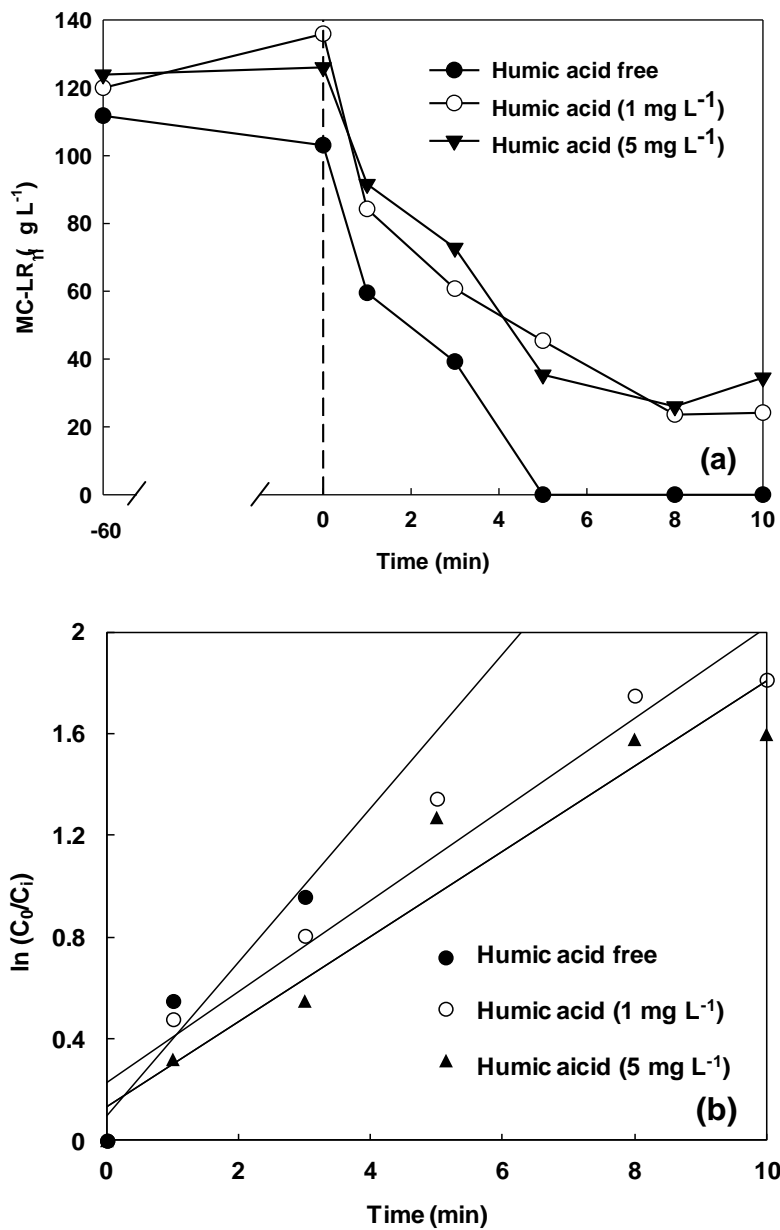 140
120
100
80
60
40
20
0
MC-LR ( g L-1)
Humic acid free
Humic acid (1 mg L-1)
Humic acid (5 mg L-1)
(a)
-60 0 2 4 6 8 10
Time (min)
2
1.6
1.2
0.8
0.4
0
ln (C0/Ci)
Humic acid free
Humic acid (1 mg L-1)
Humic aicid (5 mg L-1)
(b)
0 2 4 6 8 10
Time (min)